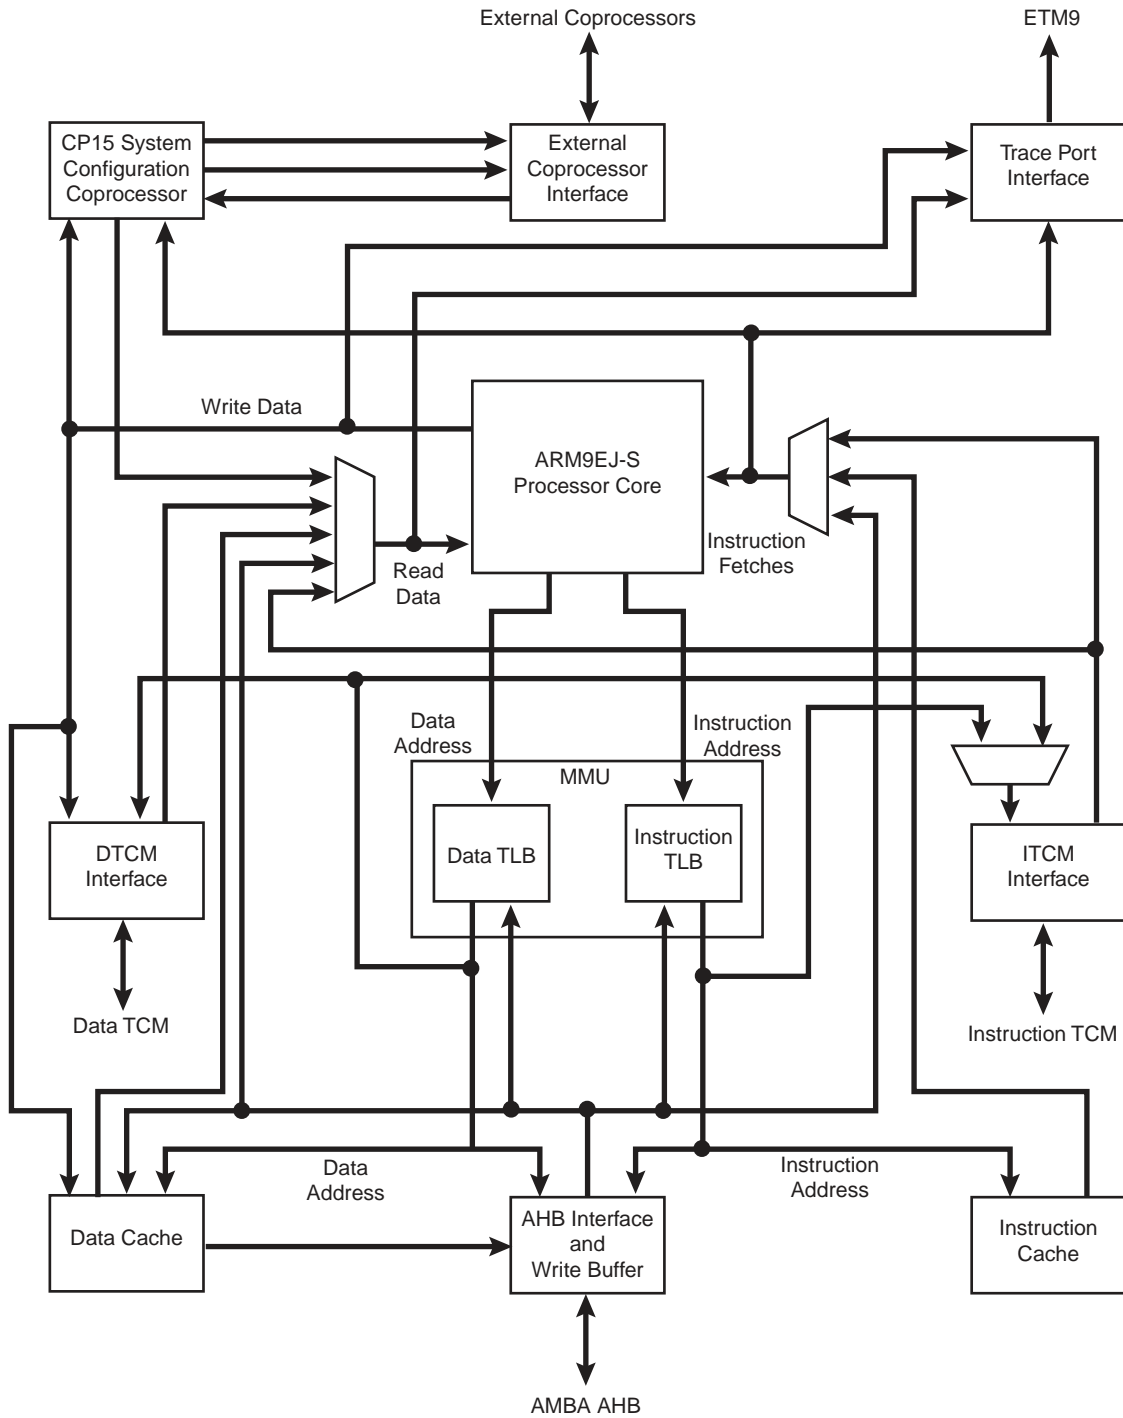 External Coprocessors
ETM9
CP15 System
Configuration
Coprocessor
External
Coprocessor
Interface
Trace Port
Interface
Write Data
ARM9EJ-S
Processor Core
Instruction
Fetches
Read
Data
Data
Address
Instruction
Address
MMU
DTCM
Interface
Data TLB
Instruction
TLB
ITCM
Interface
Data TCM
Instruction TCM
Data
Address
Instruction
Address
Data Cache
AHB Interface
and
Write Buffer
Instruction
Cache
AMBA AHB